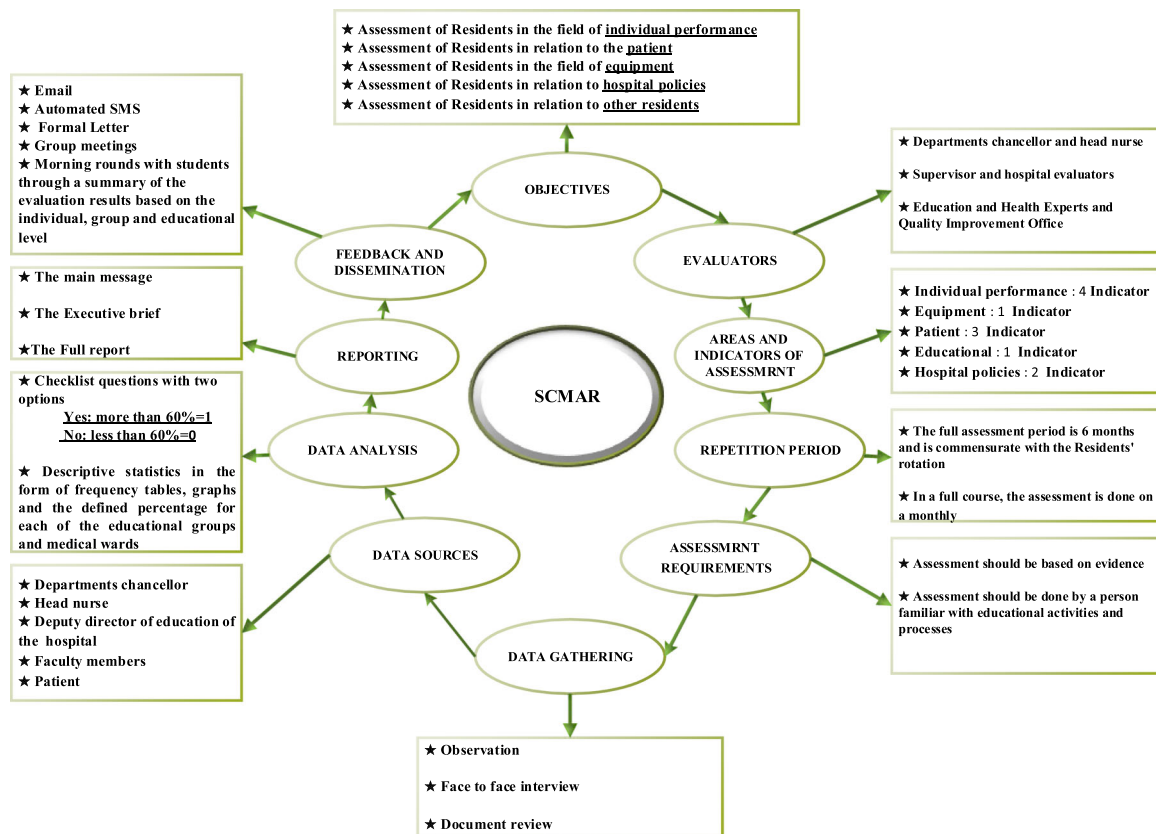 ★ Assessment of Residents in the field of individual performance
★ Assessment of Residents in relation to the patient
★ Assessment of Residents in the field of equipment
★ Assessment of Residents in relation to hospital policies
★ Assessment of Residents in relation to other residents
OBJECTIVES
★ Departments chancellor and head nurse
★ Supervisor and hospital evaluators
★ Education and Health Experts and
Quality Improvement Office
EVALUATORS
★ Individual performance : 4 Indicator
★ Equipment : 1 Indicator
★ Patient : 3 Indicator
★ Educational : 1 Indicator
★ Hospital policies : 2 Indicator
AREAS AND
INDICATORS OF
ASSESSMRNT
★ The full assessment period is 6 months
and is commensurate with the Residents'
rotation
★ In a full course, the assessment is done on
a monthly
REPETITION PERIOD
★ Assessment should be based on evidence
★ Assessment should be done by a person
familiar with educational activities and
processes
ASSESSMRNT
REQUIREMENTS
DATA GATHERING
★ Observation
★ Face to face interview
★ Document review
DATA SOURCES
★ Departments chancellor
★ Head nurse
★ Deputy director of education of
the hospital
★ Faculty members
★ Patient
DATA ANALYSIS
★ Checklist questions with two
options
Yes: more than 60%=1
No: less than 60%=0
★ Descriptive statistics in the
form of frequency tables, graphs
and the defined percentage for
each of the educational groups
and medical wards
REPORTING
★ The main message
★ The Executive brief
★The Full report
FEEDBACK AND
DISSEMINATION
★ Email
★ Automated SMS
★ Formal Letter
★ Group meetings
★ Morning rounds with students
through a summary of the
evaluation results based on the
individual, group and educational
level
SCMAR